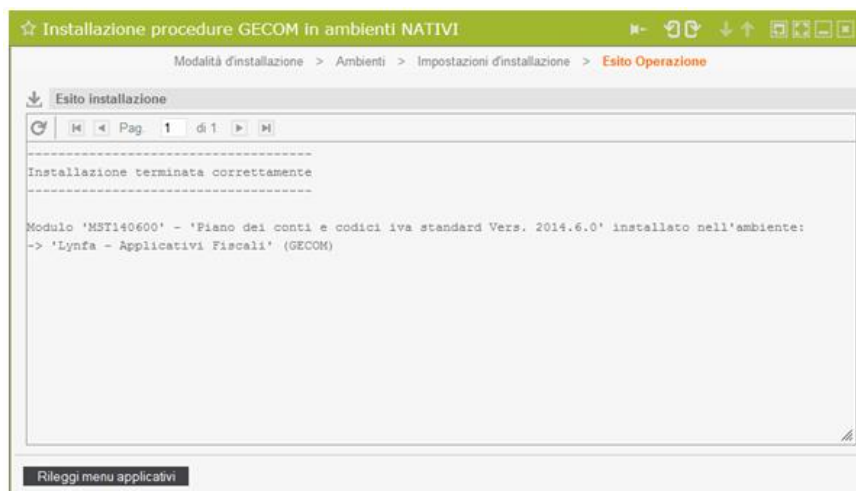 Installazione procedure GECOM in ambienti NATIVI
Modalità d'installazione > Ambienti > Impostazioni d'installazione > Esito Operazione
Esito installazione
Pag. 1 di 1
-------------------------------------
Installazione terminata correttamente
-------------------------------------
Modulo 'MST140600' - 'Piano dei conti e codici iva standard Vers. 2014.6.0' installato nell'ambiente:
-> 'Lynfa - Applicativi Fiscali' (GECOM)
Rileggi menu applicativi